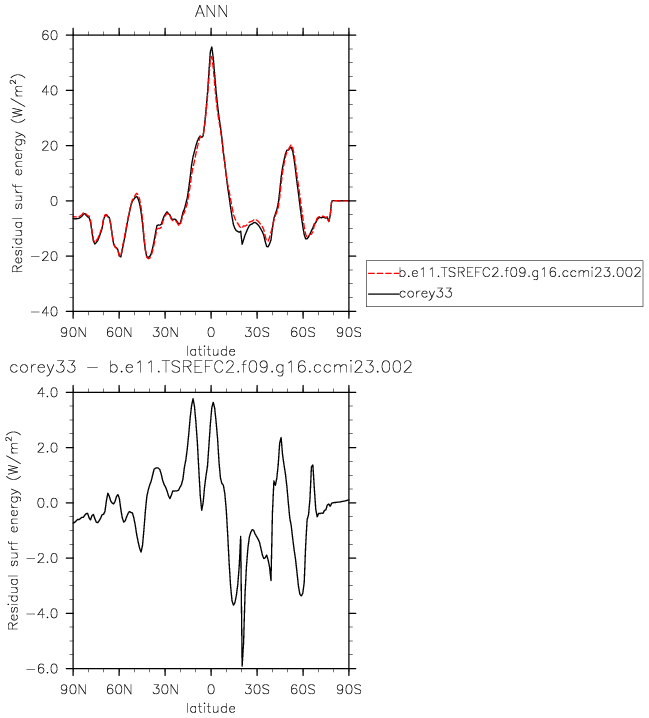 ANN
Residual surf energy (W/m²)
60
40
20
0
−20
−40
90N 60N 30N 0 30S 60S 90S
latitude
b.e11.TSREFC2.f09.g16.ccmi23.002
corey33
corey33 − b.e11.TSREFC2.f09.g16.ccmi23.002
Residual surf energy (W/m²)
4.0
2.0
0.0
−2.0
−4.0
−6.0
90N 60N 30N 0 30S 60S 90S
latitude